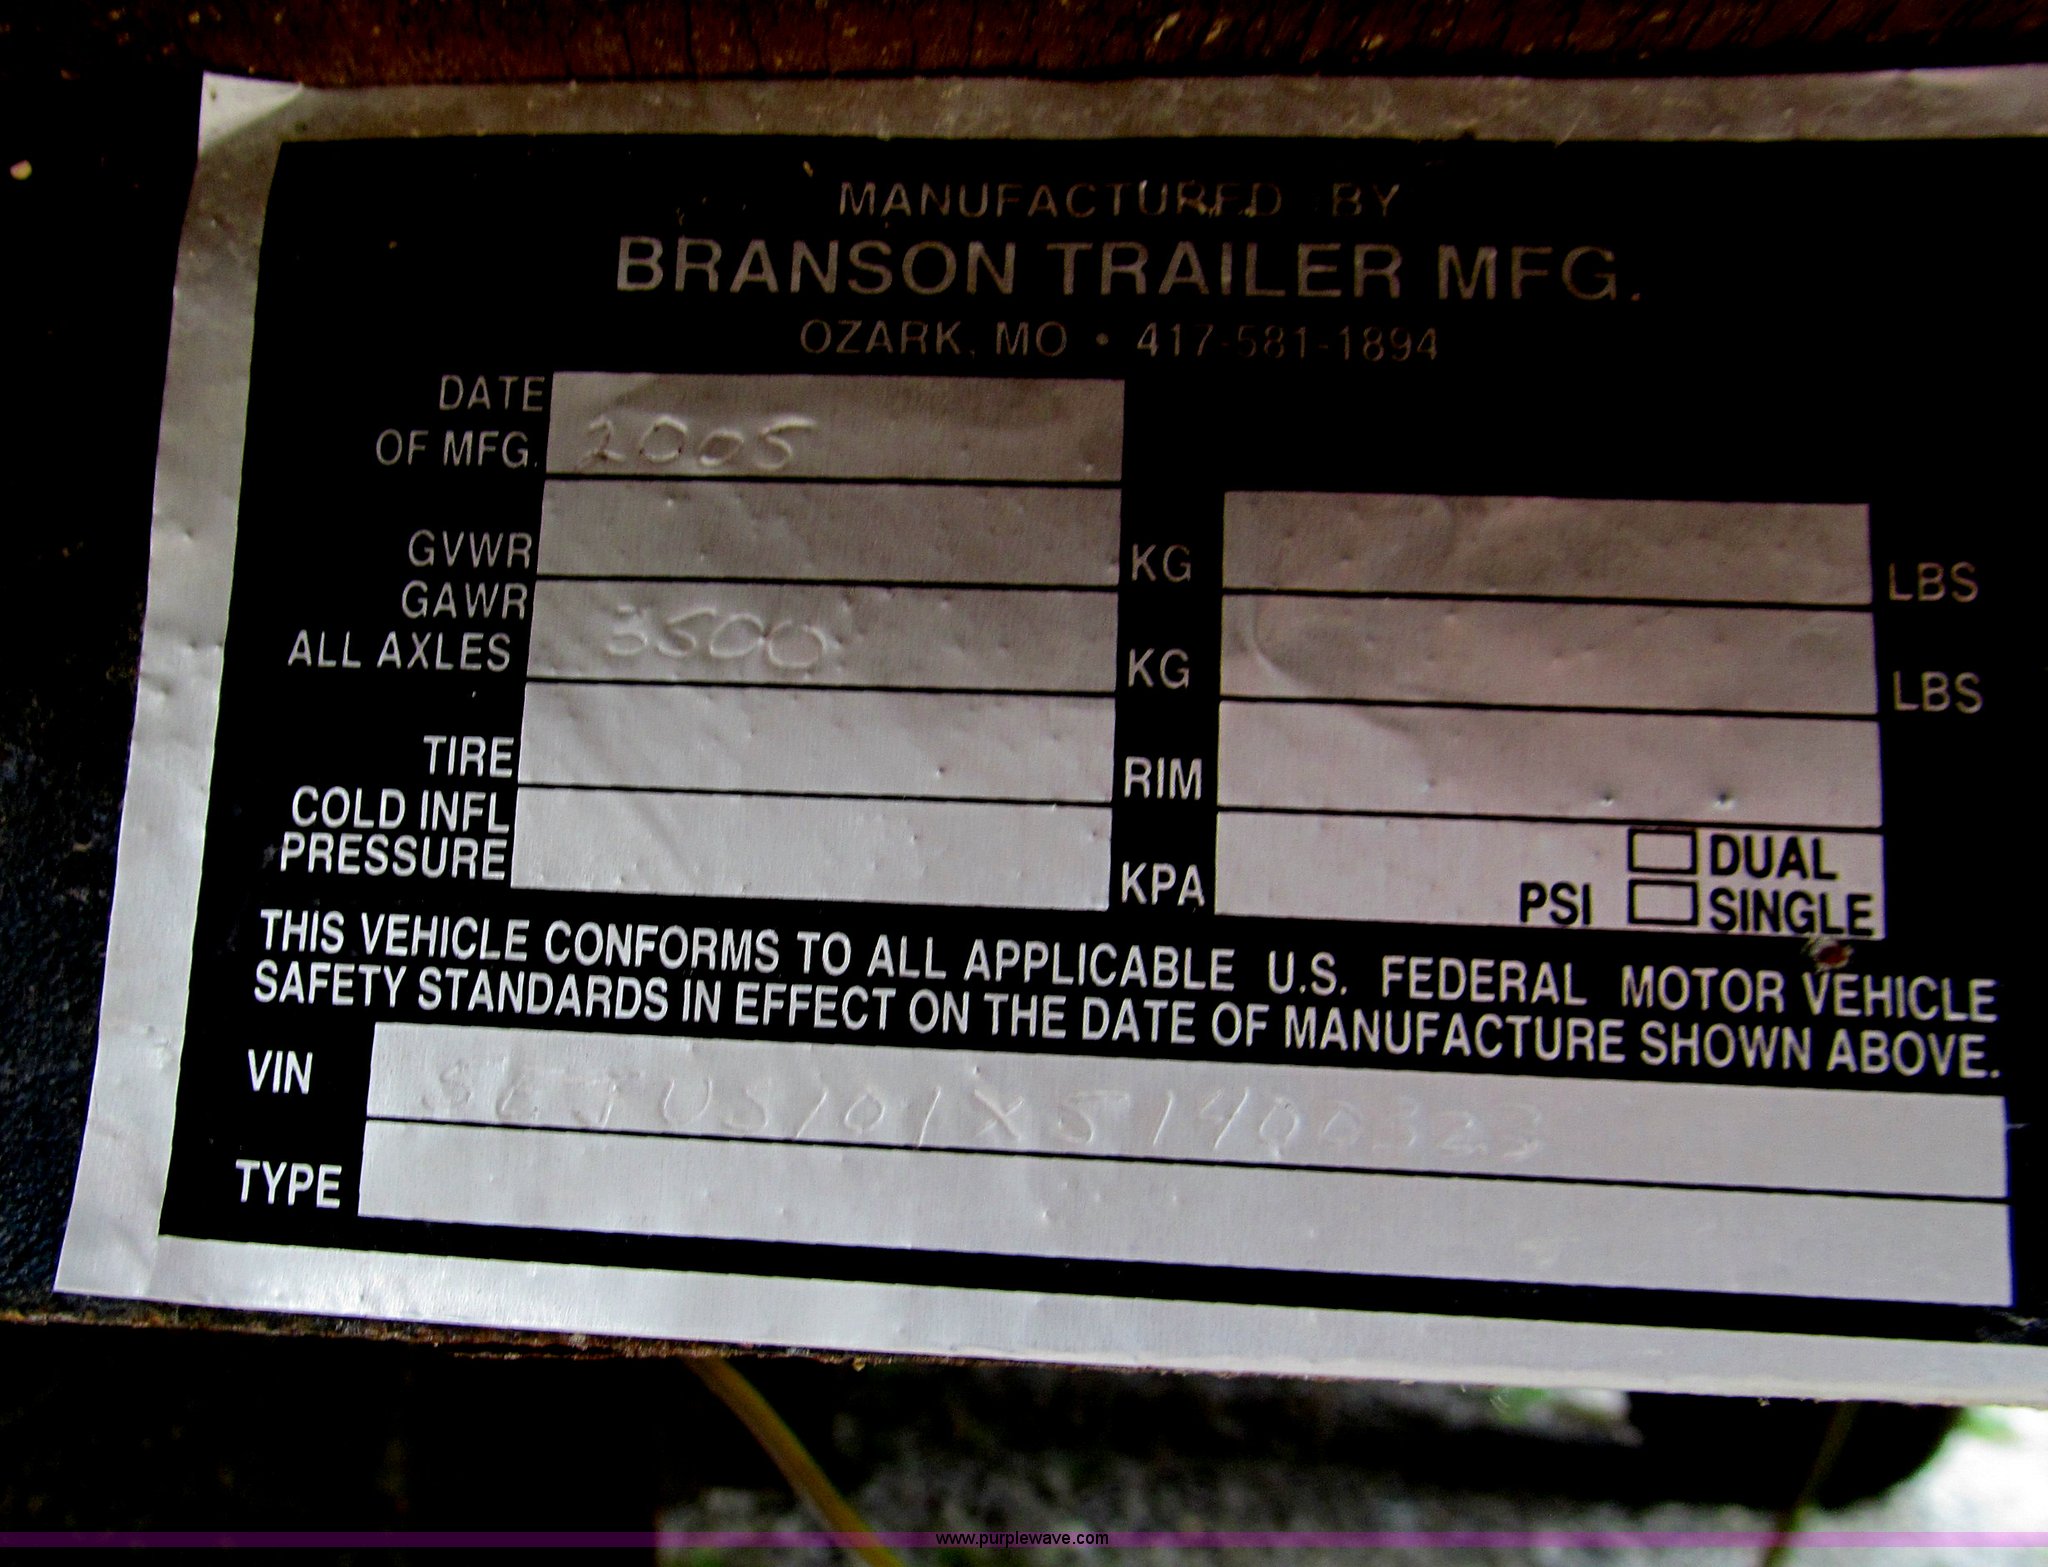 MANUFACTURED BY
BRANSON TRAILER MFG.
OZARK, MO • 417-581-1894
DATE OF MFG. 2005
GVWR KG LBS
GAWR ALL AXLES 3500 KG LBS
TIRE RIM
COLD INFL PRESSURE KPA PSI DUAL SINGLE
THIS VEHICLE CONFORMS TO ALL APPLICABLE U.S. FEDERAL MOTOR VEHICLE
SAFETY STANDARDS IN EFFECT ON THE DATE OF MANUFACTURE SHOWN ABOVE.
VIN
TYPE
www.purplewave.com